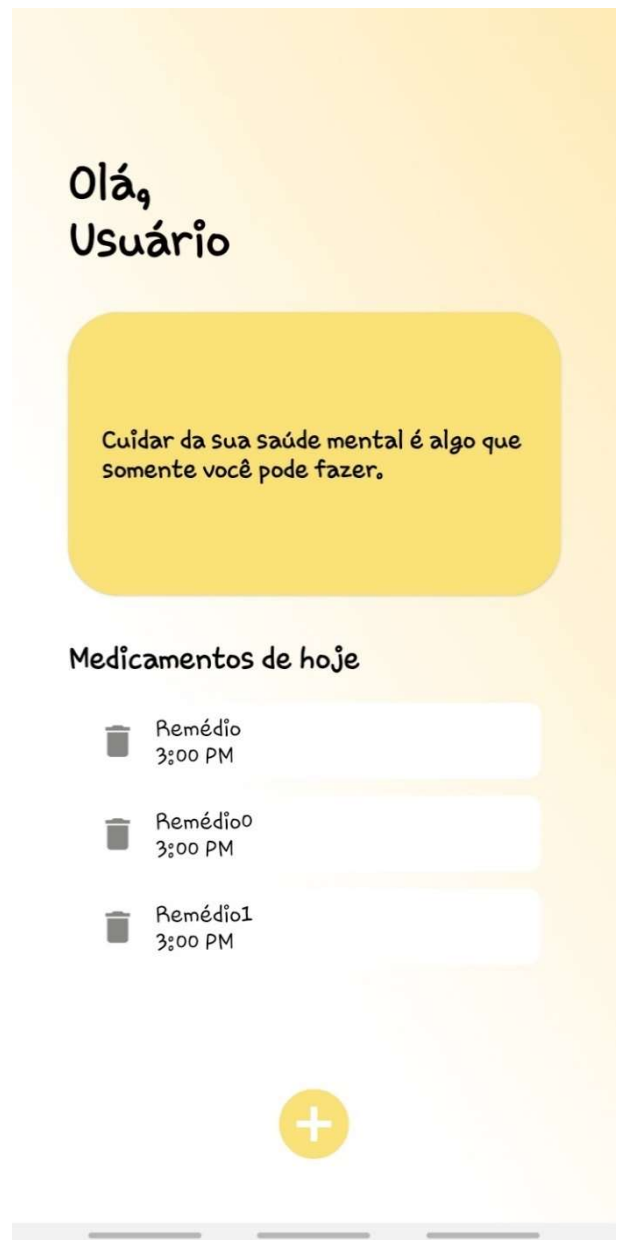 Olá,
Usuário
Cuidar da sua saúde mental é algo que
somente você pode fazer.
Medicamentos de hoje
Remédio
3:00 PM
Remédio0
3:00 PM
Remédio1
3:00 PM